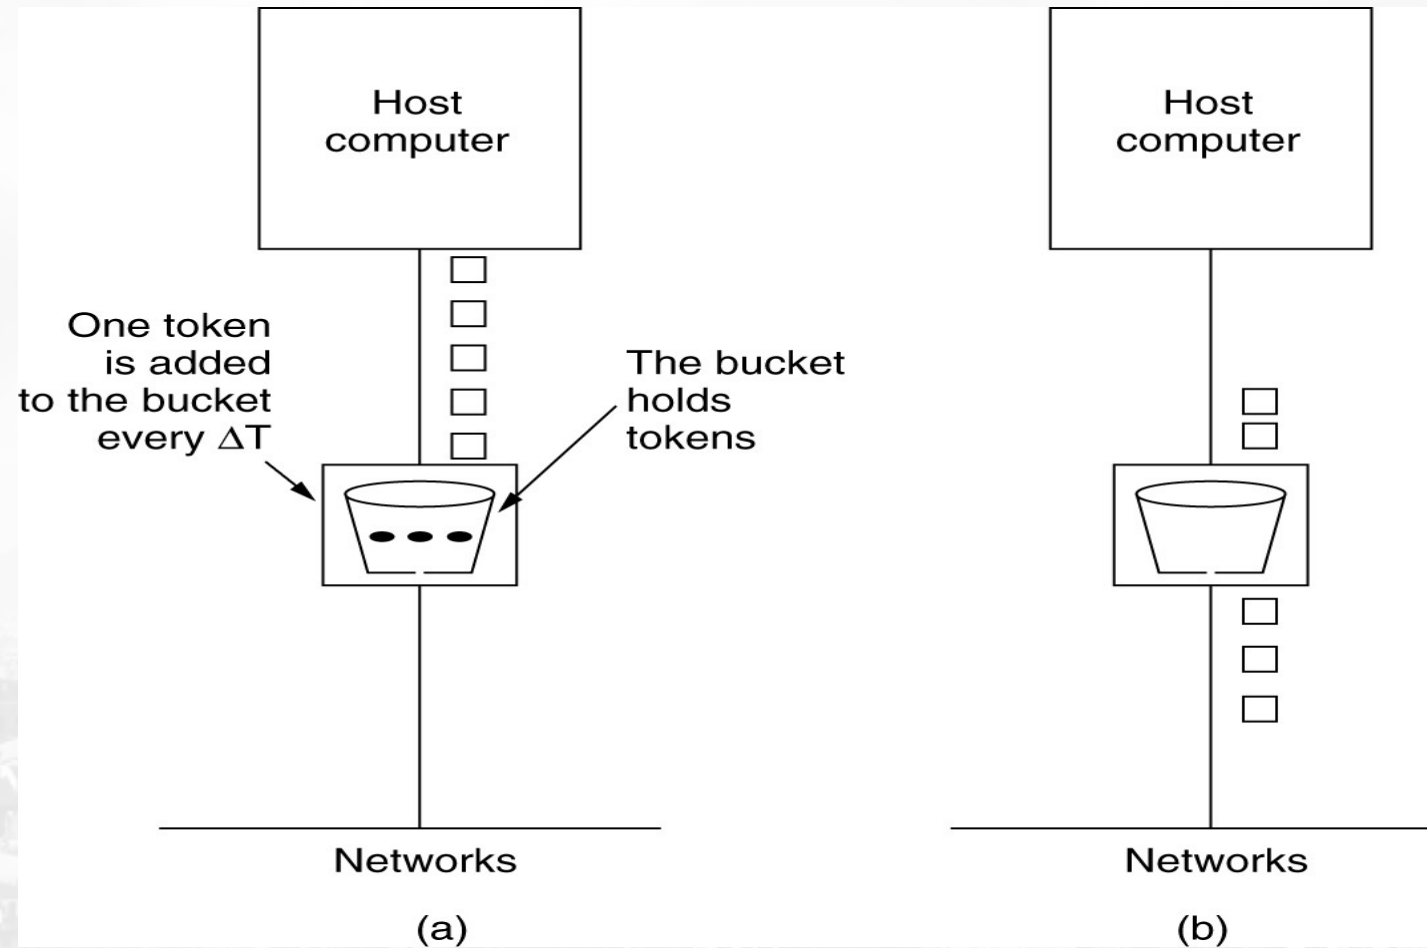 Host
computer
Host
computer
One token
is added
to the bucket
every ΔT
The bucket
holds
tokens
Networks
Networks
(a)
(b)